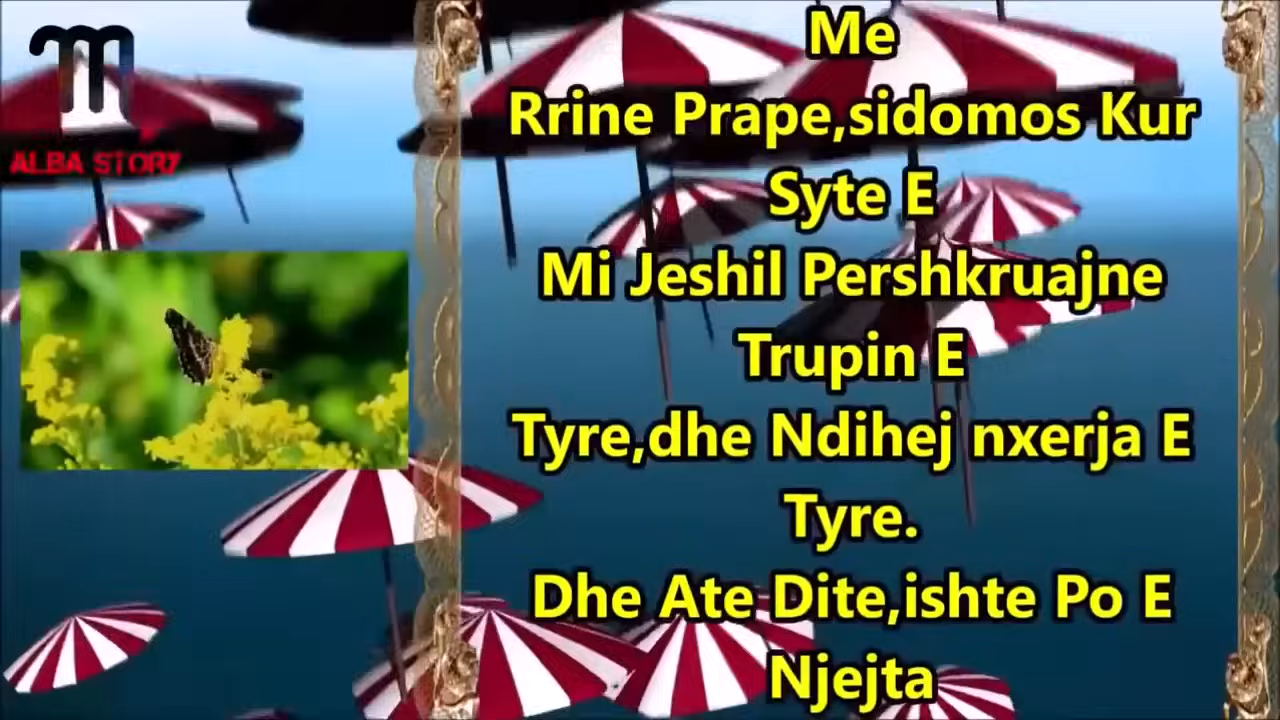 ALBA STORY
Me
Rrine Prape,sidomos Kur
Syte E
Mi Jeshil Pershkruajne
Trupin E
Tyre,dhe Ndihej nxerja E
Tyre.
Dhe Ate Dite,ishte Po E
Njejta